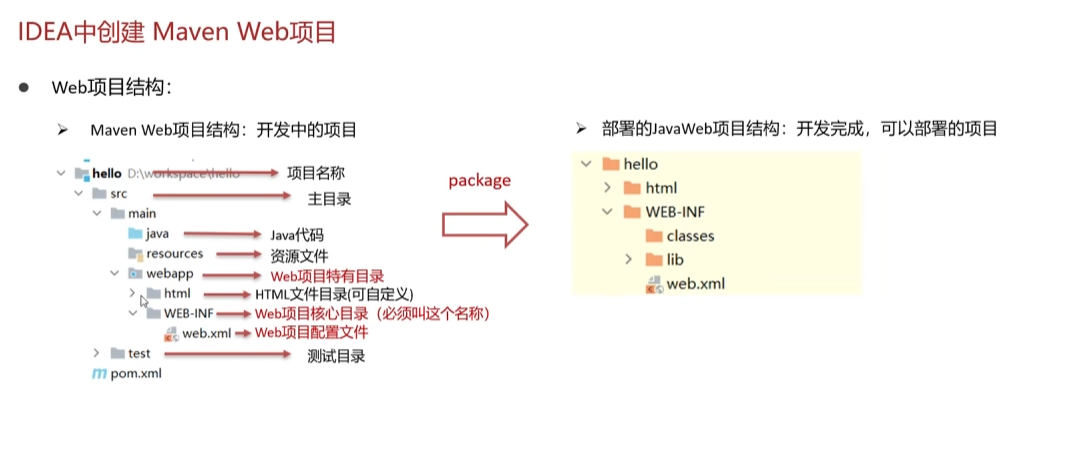 IDEA中创建 Maven Web项目
● Web项目结构：
➢ Maven Web项目结构：开发中的项目
hello D:\workspace\hello 项目名称
src 主目录
main
java Java代码
resources 资源文件
webapp Web项目特有目录
html HTML文件目录(可自定义)
WEB-INF Web项目核心目录（必须叫这个名称）
web.xml Web项目配置文件
test 测试目录
pom.xml
package
➢ 部署的JavaWeb项目结构：开发完成，可以部署的项目
hello
html
WEB-INF
classes
lib
web.xml